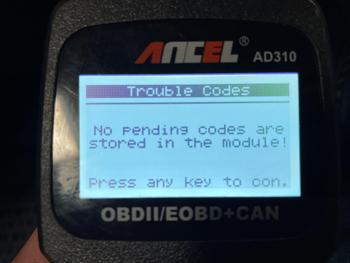 ANCEL®
AD310
Trouble Codes
No pending codes are
stored in the module!
Press any key to con.
OBDII/EOBD+CAN